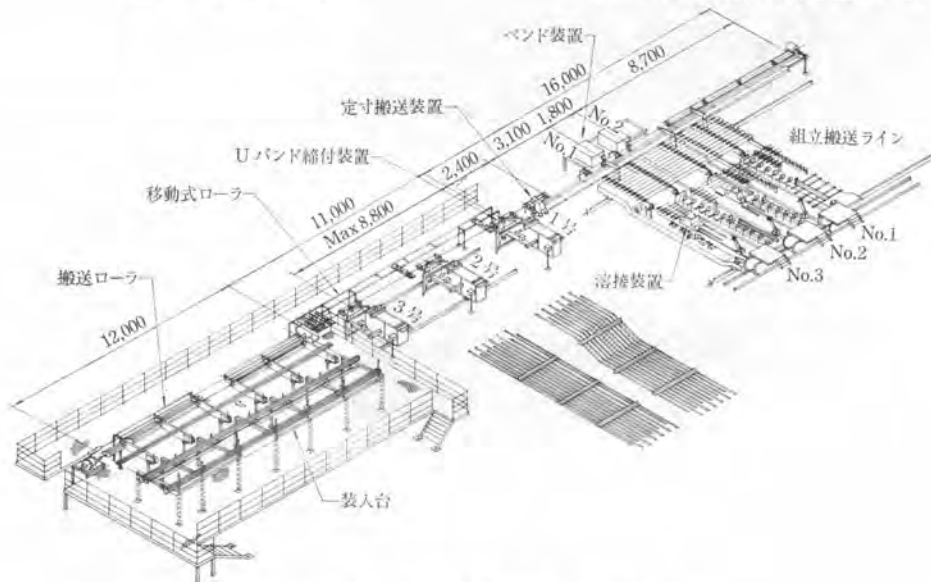 ベンド装置
8,700
16,000
定寸搬送装置
1,800
3,100
No.2
No.1
組立搬送ライン
Uバンド締付装置
2,400
移動式ローラ
11,000
Max 8,800
1号
2号
3号
No.1
No.2
No.3
溶接装置
搬送ローラ
12,000
装入台